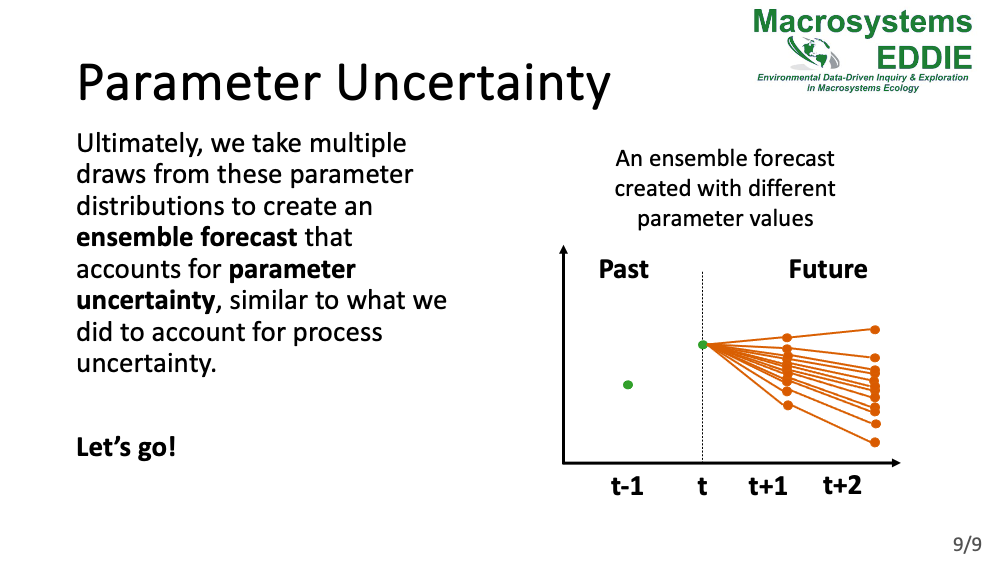 Macrosystems
EDDIE
Environmental Data-Driven Inquiry & Exploration
in Macrosystems Ecology
Parameter Uncertainty
Ultimately, we take multiple
draws from these parameter
distributions to create an
ensemble forecast that
accounts for parameter
uncertainty, similar to what we
did to account for process
uncertainty.
Let’s go!
An ensemble forecast
created with different
parameter values
Past
Future
t-1
t
t+1
t+2
9/9